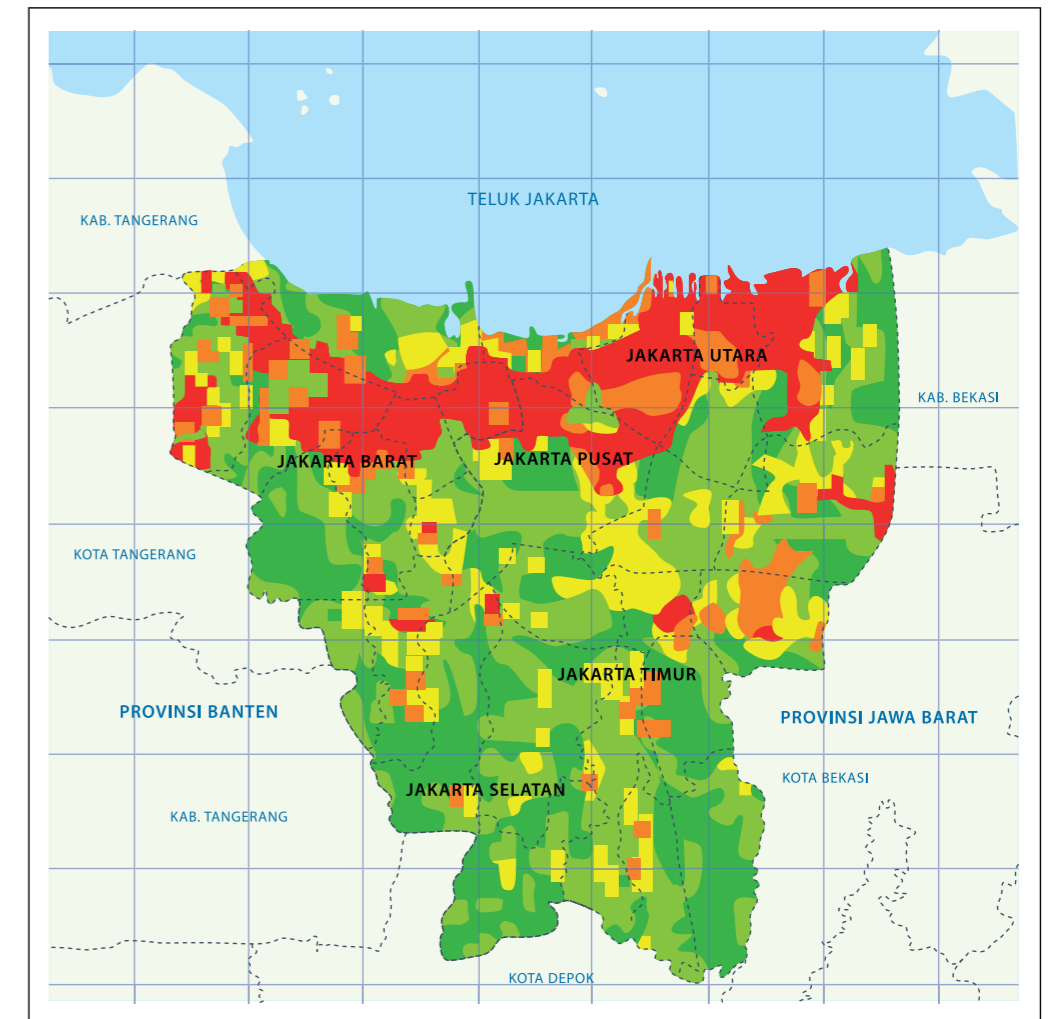 TELUK JAKARTA
KAB. TANGERANG
JAKARTA UTARA
KAB. BEKASI
JAKARTA BARAT
JAKARTA PUSAT
KOTA TANGERANG
JAKARTA TIMUR
PROVINSI BANTEN
PROVINSI JAWA BARAT
KOTA BEKASI
JAKARTA SELATAN
KAB. TANGERANG
KOTA DEPOK